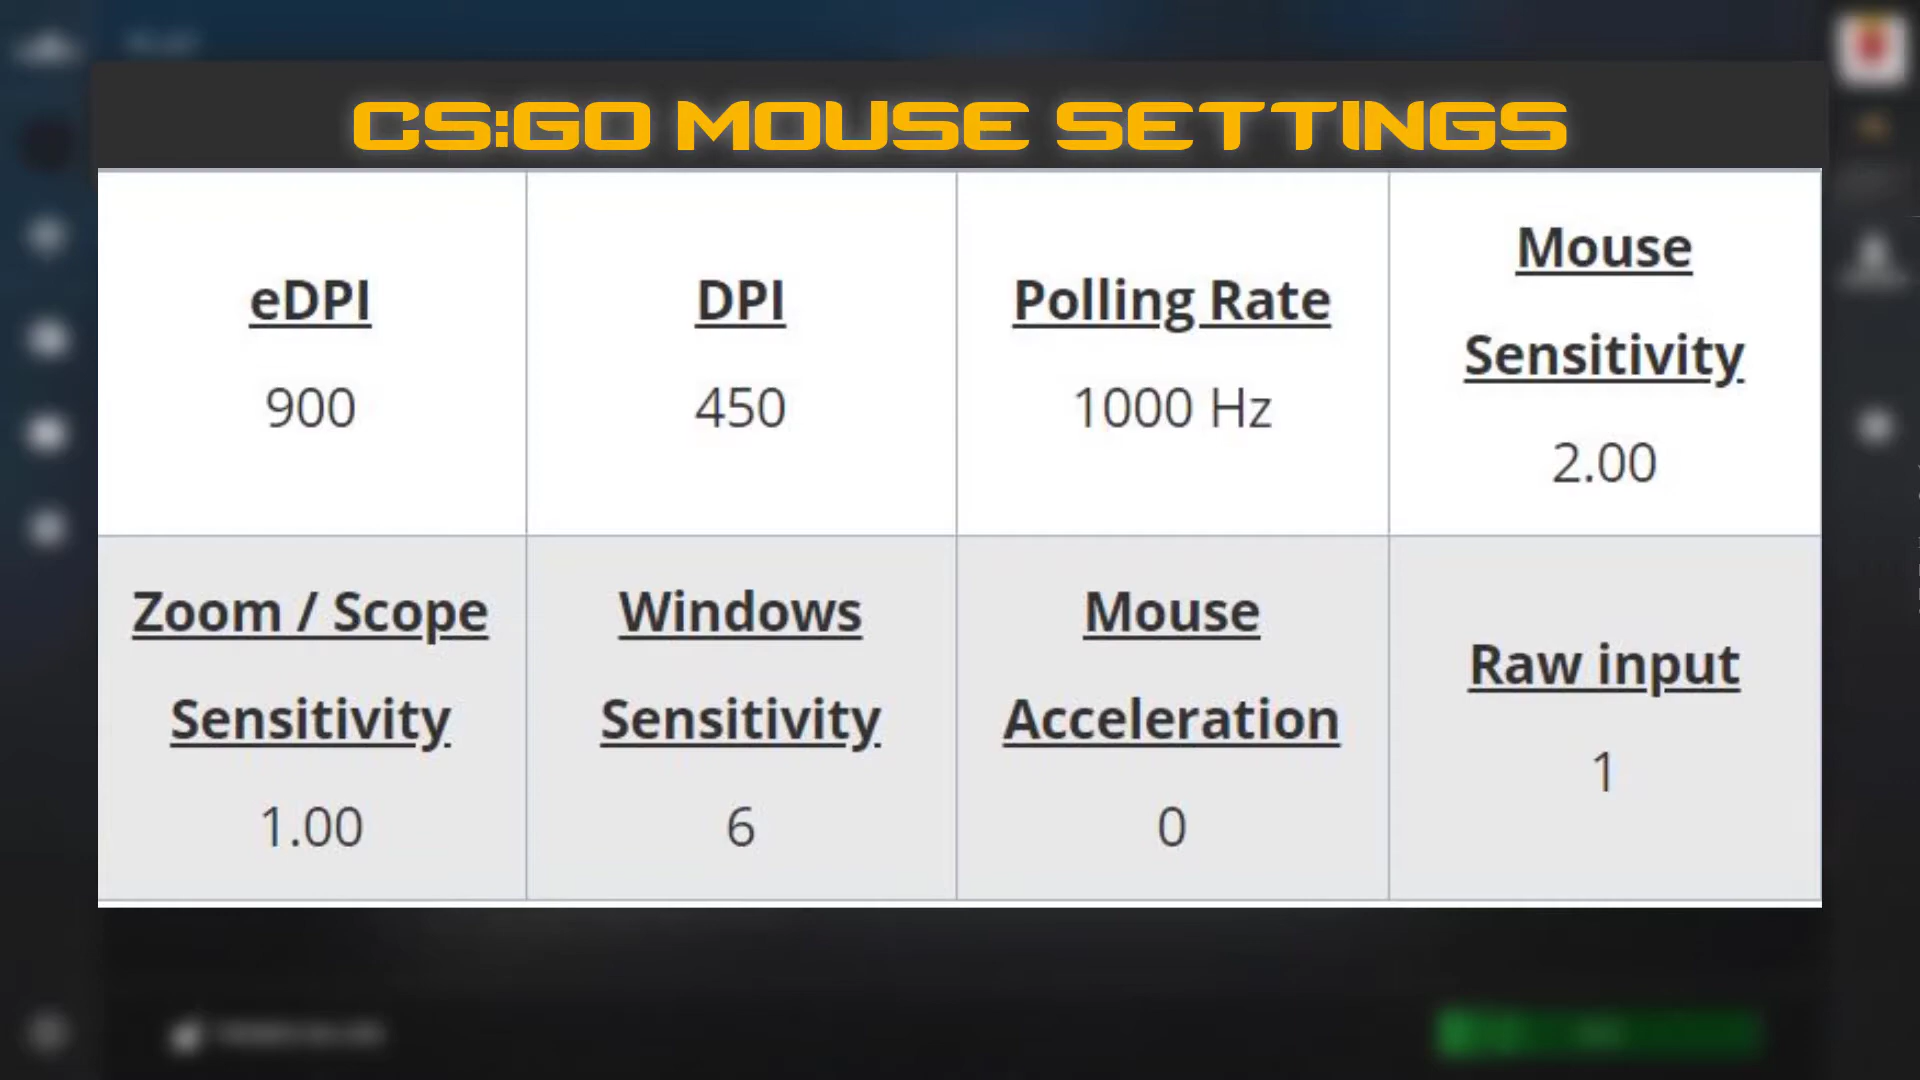 CS:GO MOUSE SETTINGS
eDPI
900
DPI
450
Polling Rate
1000 Hz
Mouse
Sensitivity
2.00
Zoom / Scope
Sensitivity
1.00
Windows
Sensitivity
6
Mouse
Acceleration
0
Raw input
1